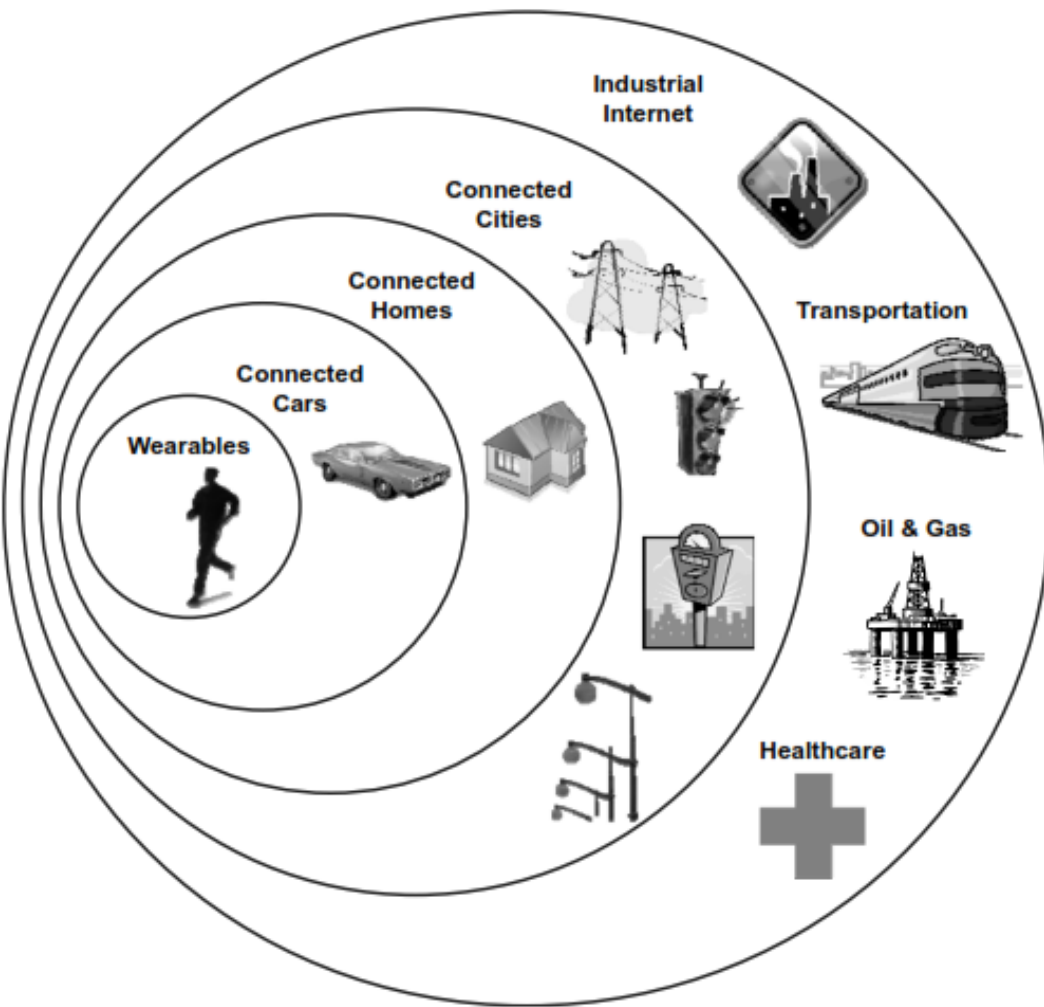 Industrial
Internet
Connected
Cities
Connected
Homes
Transportation
Connected
Cars
Wearables
Oil & Gas
Healthcare